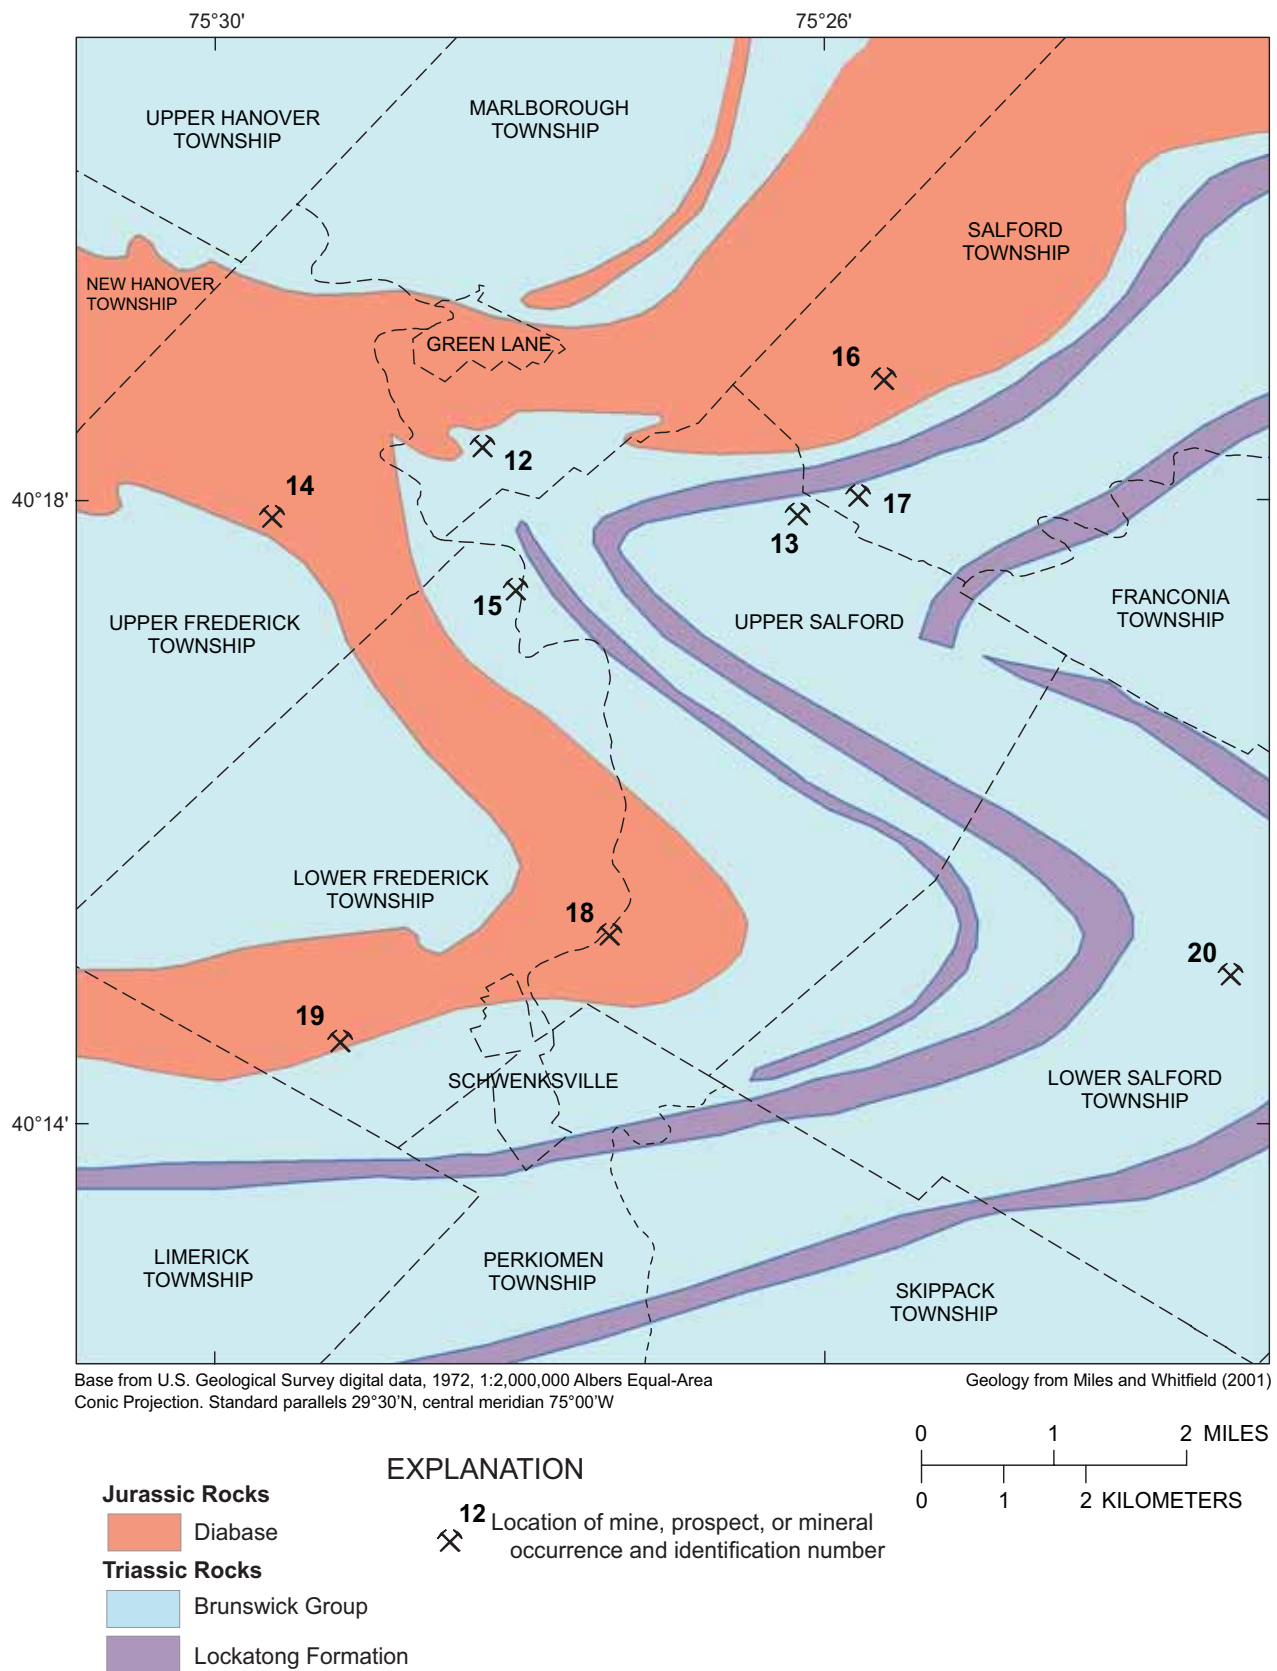 75°30'
75°26'
UPPER HANOVER
TOWNSHIP
MARLBOROUGH
TOWNSHIP
SALFORD
TOWNSHIP
NEW HANOVER
TOWNSHIP
GREEN LANE
16
12
14
40°18'
17
13
15
UPPER FREDERICK
TOWNSHIP
UPPER SALFORD
FRANCONIA
TOWNSHIP
LOWER FREDERICK
TOWNSHIP
18
20
19
SCHWENKSVILLE
LOWER SALFORD
TOWNSHIP
40°14'
LIMERICK
TOWMSHIP
PERKIOMEN
TOWNSHIP
SKIPPACK
TOWNSHIP
Base from U.S. Geological Survey digital data, 1972, 1:2,000,000 Albers Equal-Area
Conic Projection. Standard parallels 29°30'N, central meridian 75°00'W
Geology from Miles and Whitfield (2001)
0 1 2 MILES
0 1 2 KILOMETERS
EXPLANATION
Jurassic Rocks
Diabase
Triassic Rocks
Brunswick Group
Lockatong Formation
12 Location of mine, prospect, or mineral
occurrence and identification number